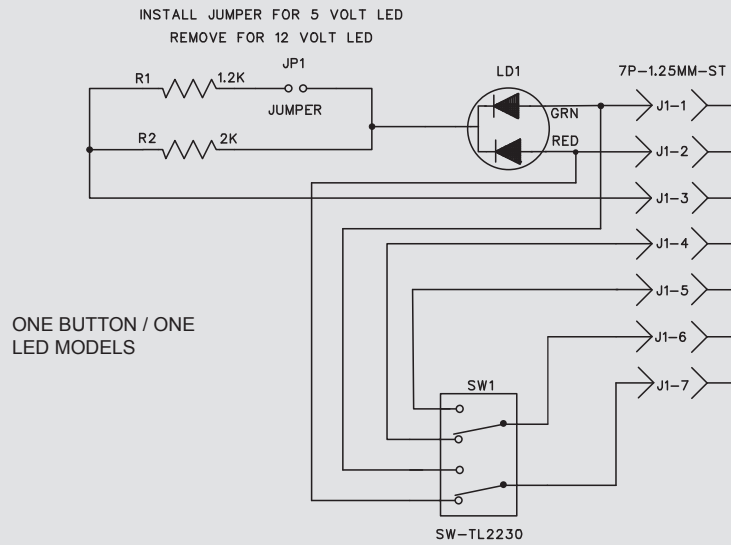 INSTALL JUMPER FOR 5 VOLT LED
REMOVE FOR 12 VOLT LED
JP1
R1
1.2K
JUMPER
R2
2K
LD1
GRN
RED
7P-1.25MM-ST
J1-1
J1-2
J1-3
J1-4
J1-5
J1-6
J1-7
ONE BUTTON / ONE
LED MODELS
SW1
SW-TL2230